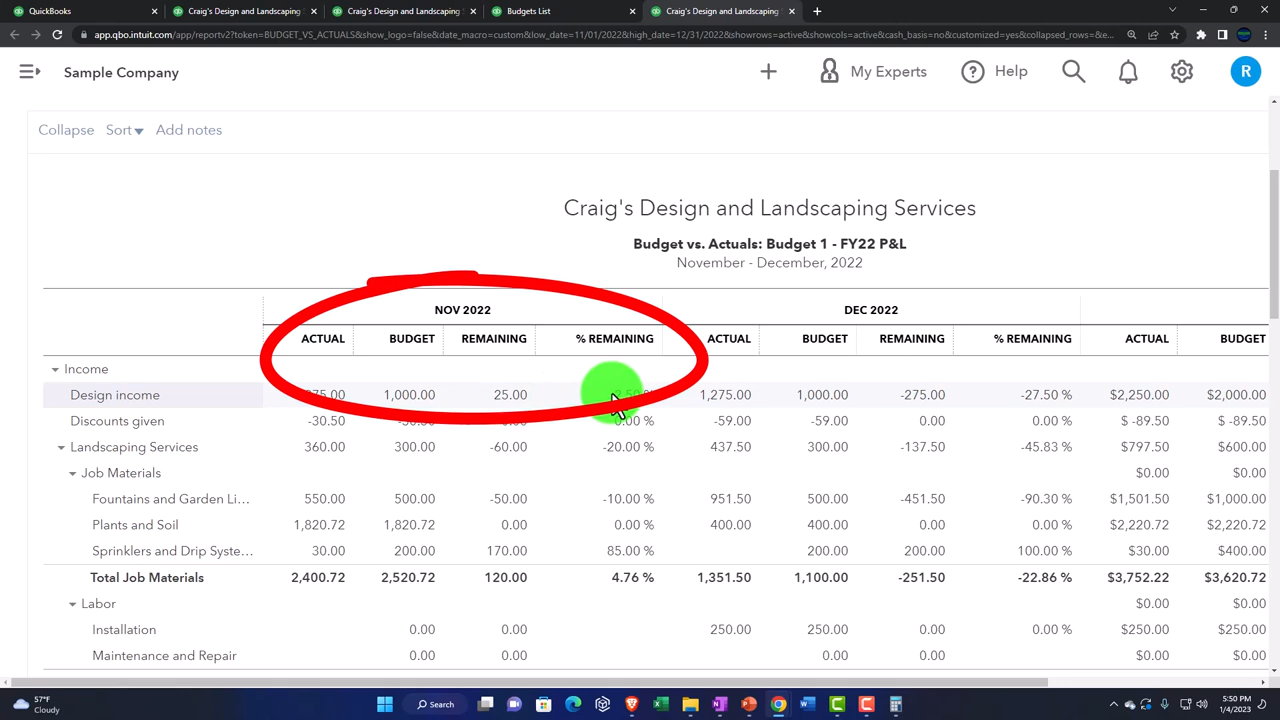 QuickBooks Craig's Design and Landscaping Craig's Design and Landscaping Budgets List Craig's Design and Landscaping
app.qbo.intuit.com/app/reportv2?token=BUDGET_VS_ACTUALS&show_logo=false&date_macro=custom&low_date=11/01/2022&high_date=12/31/2022&showrows=active&showcols=active&cash_basis=no&customized=yes&collapsed_rows=&e...
Sample Company My Experts Help R
Collapse Sort Add notes
Craig's Design and Landscaping Services
Budget vs. Actuals: Budget 1 - FY22 P&L
November - December, 2022
NOV 2022 DEC 2022
ACTUAL BUDGET REMAINING % REMAINING ACTUAL BUDGET REMAINING % REMAINING ACTUAL BUDGET
Income
Design income 1,000.00 25.00 1,275.00 1,000.00 -275.00 -27.50 % $2,250.00 $2,000.00
Discounts given -30.50 0.00 % -59.00 -59.00 0.00 0.00 % $ -89.50 $ -89.50
Landscaping Services 360.00 300.00 -60.00 -20.00 % 437.50 300.00 -137.50 -45.83 % $797.50 $600.00
Job Materials $0.00 $0.00
Fountains and Garden Li... 550.00 500.00 -50.00 -10.00 % 951.50 500.00 -451.50 -90.30 % $1,501.50 $1,000.00
Plants and Soil 1,820.72 1,820.72 0.00 0.00 % 400.00 400.00 0.00 0.00 % $2,220.72 $2,220.72
Sprinklers and Drip Syste... 30.00 200.00 170.00 85.00 % 200.00 200.00 100.00 % $30.00 $400.00
Total Job Materials 2,400.72 2,520.72 120.00 4.76 % 1,351.50 1,100.00 -251.50 -22.86 % $3,752.22 $3,620.72
Labor $0.00 $0.00
Installation 0.00 0.00 250.00 250.00 0.00 0.00 % $250.00 $250.00
Maintenance and Repair 0.00 0.00 0.00 0.00 $0.00 $0.00
57°F
Cloudy
Search
5:50 PM
1/4/2023